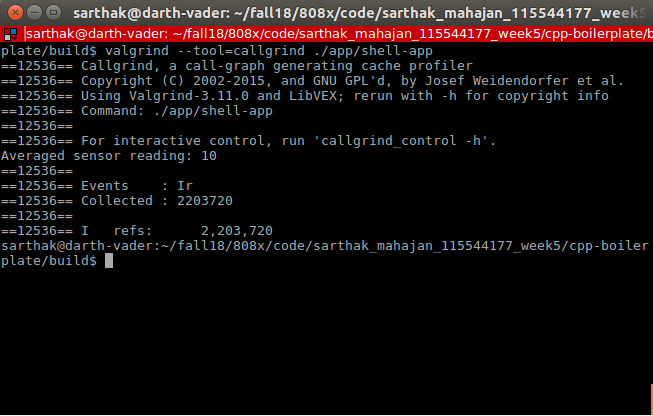 sarthak@darth-vader: ~/fall18/808x/code/sarthak_mahajan_115544177_week5
sarthak@darth-vader: ~/fall18/808x/code/sarthak_mahajan_115544177_week5/cpp-boilerplate/b
plate/build$ valgrind --tool=callgrind ./app/shell-app
==12536== Callgrind, a call-graph generating cache profiler
==12536== Copyright (C) 2002-2015, and GNU GPL'd, by Josef Weidendorfer et al.
==12536== Using Valgrind-3.11.0 and LibVEX; rerun with -h for copyright info
==12536== Command: ./app/shell-app
==12536==
==12536== For interactive control, run 'callgrind_control -h'.
Averaged sensor reading: 10
==12536==
==12536== Events    : Ir
==12536== Collected : 2203720
==12536==
==12536== I   refs:      2,203,720
sarthak@darth-vader:~/fall18/808x/code/sarthak_mahajan_115544177_week5/cpp-boiler
plate/build$